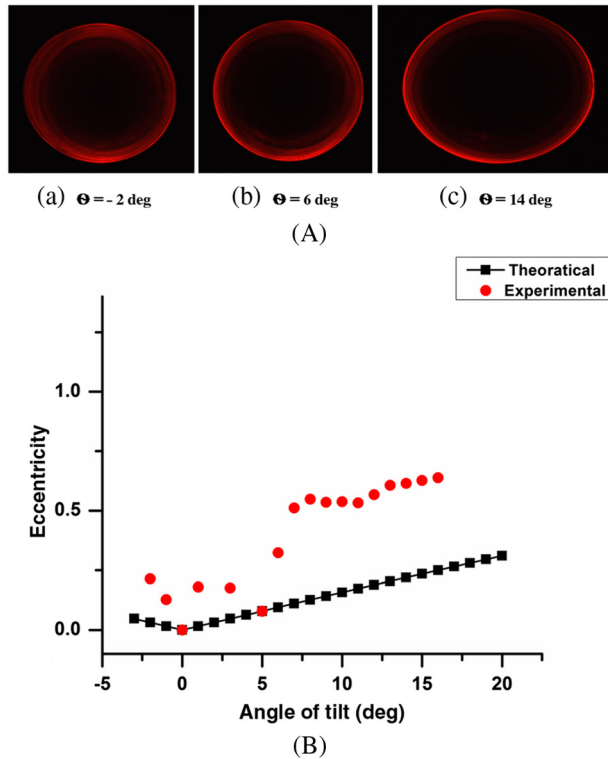 (a) Θ = - 2 deg (b) Θ = 6 deg (c) Θ = 14 deg
(A)
Theoratical
Experimental
1.0
0.5
0.0
Eccentricity
-5 0 5 10 15 20
Angle of tilt (deg)
(B)